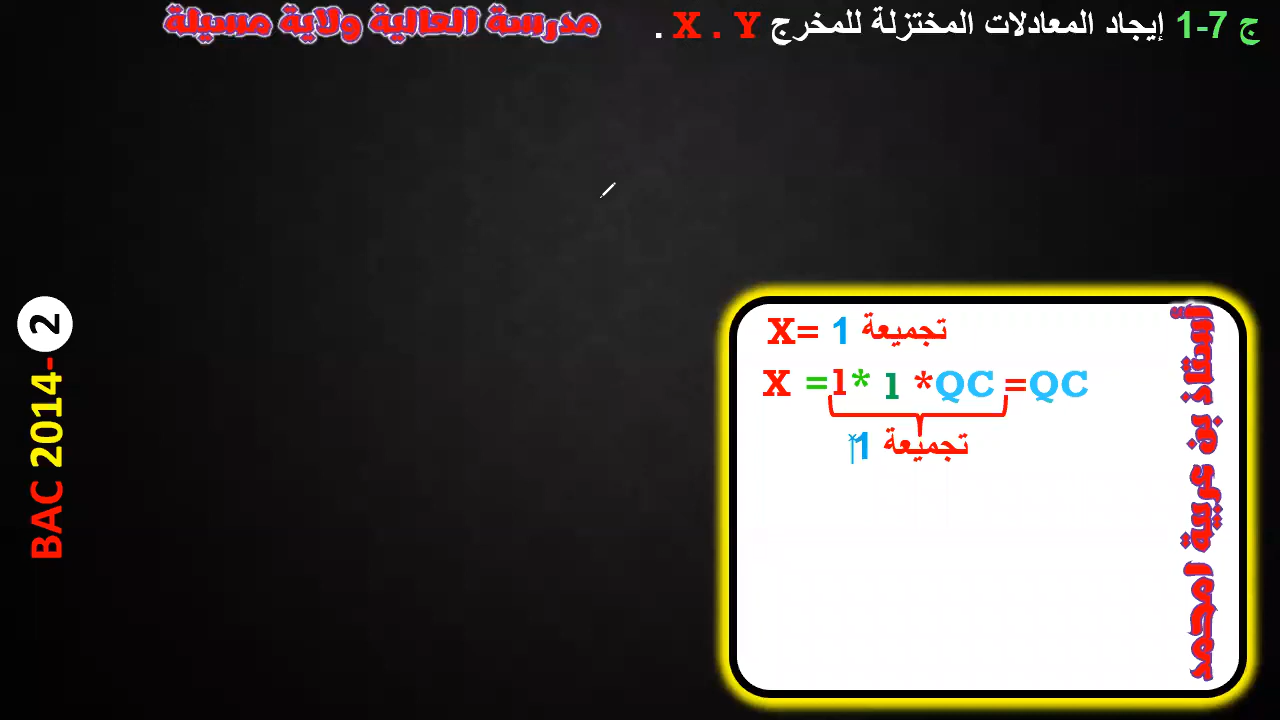 ج 7-1 إيجاد المعادلات المختزلة للمخرج X . Y .
مدرسة العالية ولاية مسيلة
BAC 2014- 2
X= 1 تجميعة
X =1* 1 *QC =QC
تجميعة 1
أستاذ بن عربية امحمد